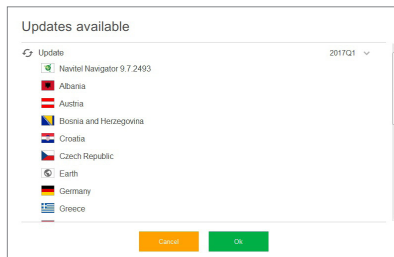 Updates available
Update 2017Q1
Navitel Navigator 9.7.2493
Albania
Austria
Bosnia and Herzegovina
Croatia
Czech Republic
Earth
Germany
Greece
Cancel Ok